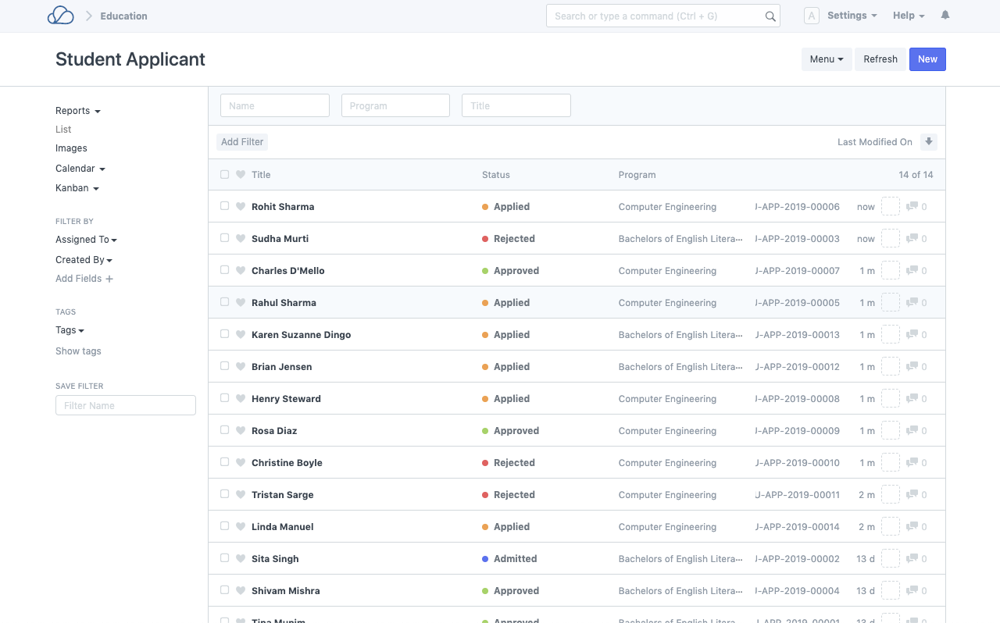 Education
Search or type a command (Ctrl + G)
A
Settings
Help
Student Applicant
Menu
Refresh
New
Reports
List
Images
Calendar
Kanban
FILTER BY
Assigned To
Created By
Add Fields
TAGS
Tags
Show tags
SAVE FILTER
Filter Name
Name Program Title
Add Filter Last Modified On
Title Status Program 14 of 14
Rohit Sharma Applied Computer Engineering J-APP-2019-00006 now 0
Sudha Murti Rejected Bachelors of English Litera... J-APP-2019-00003 now 0
Charles D'Mello Approved Computer Engineering J-APP-2019-00007 1 m 0
Rahul Sharma Applied Computer Engineering J-APP-2019-00005 1 m 0
Karen Suzanne Dingo Applied Bachelors of English Litera... J-APP-2019-00013 1 m 0
Brian Jensen Applied Bachelors of English Litera... J-APP-2019-00012 1 m 0
Henry Steward Applied Computer Engineering J-APP-2019-00008 1 m 0
Rosa Diaz Approved Computer Engineering J-APP-2019-00009 1 m 0
Christine Boyle Rejected Computer Engineering J-APP-2019-00010 1 m 0
Tristan Sarge Rejected Computer Engineering J-APP-2019-00011 2 m 0
Linda Manuel Applied Computer Engineering J-APP-2019-00014 2 m 0
Sita Singh Admitted Bachelors of English Litera... J-APP-2019-00002 13 d 0
Shivam Mishra Approved Bachelors of English Litera... J-APP-2019-00004 13 d 0
Tina Munim Approved Bachelors of English Litera... J-APP-2019-00001 13 d 0